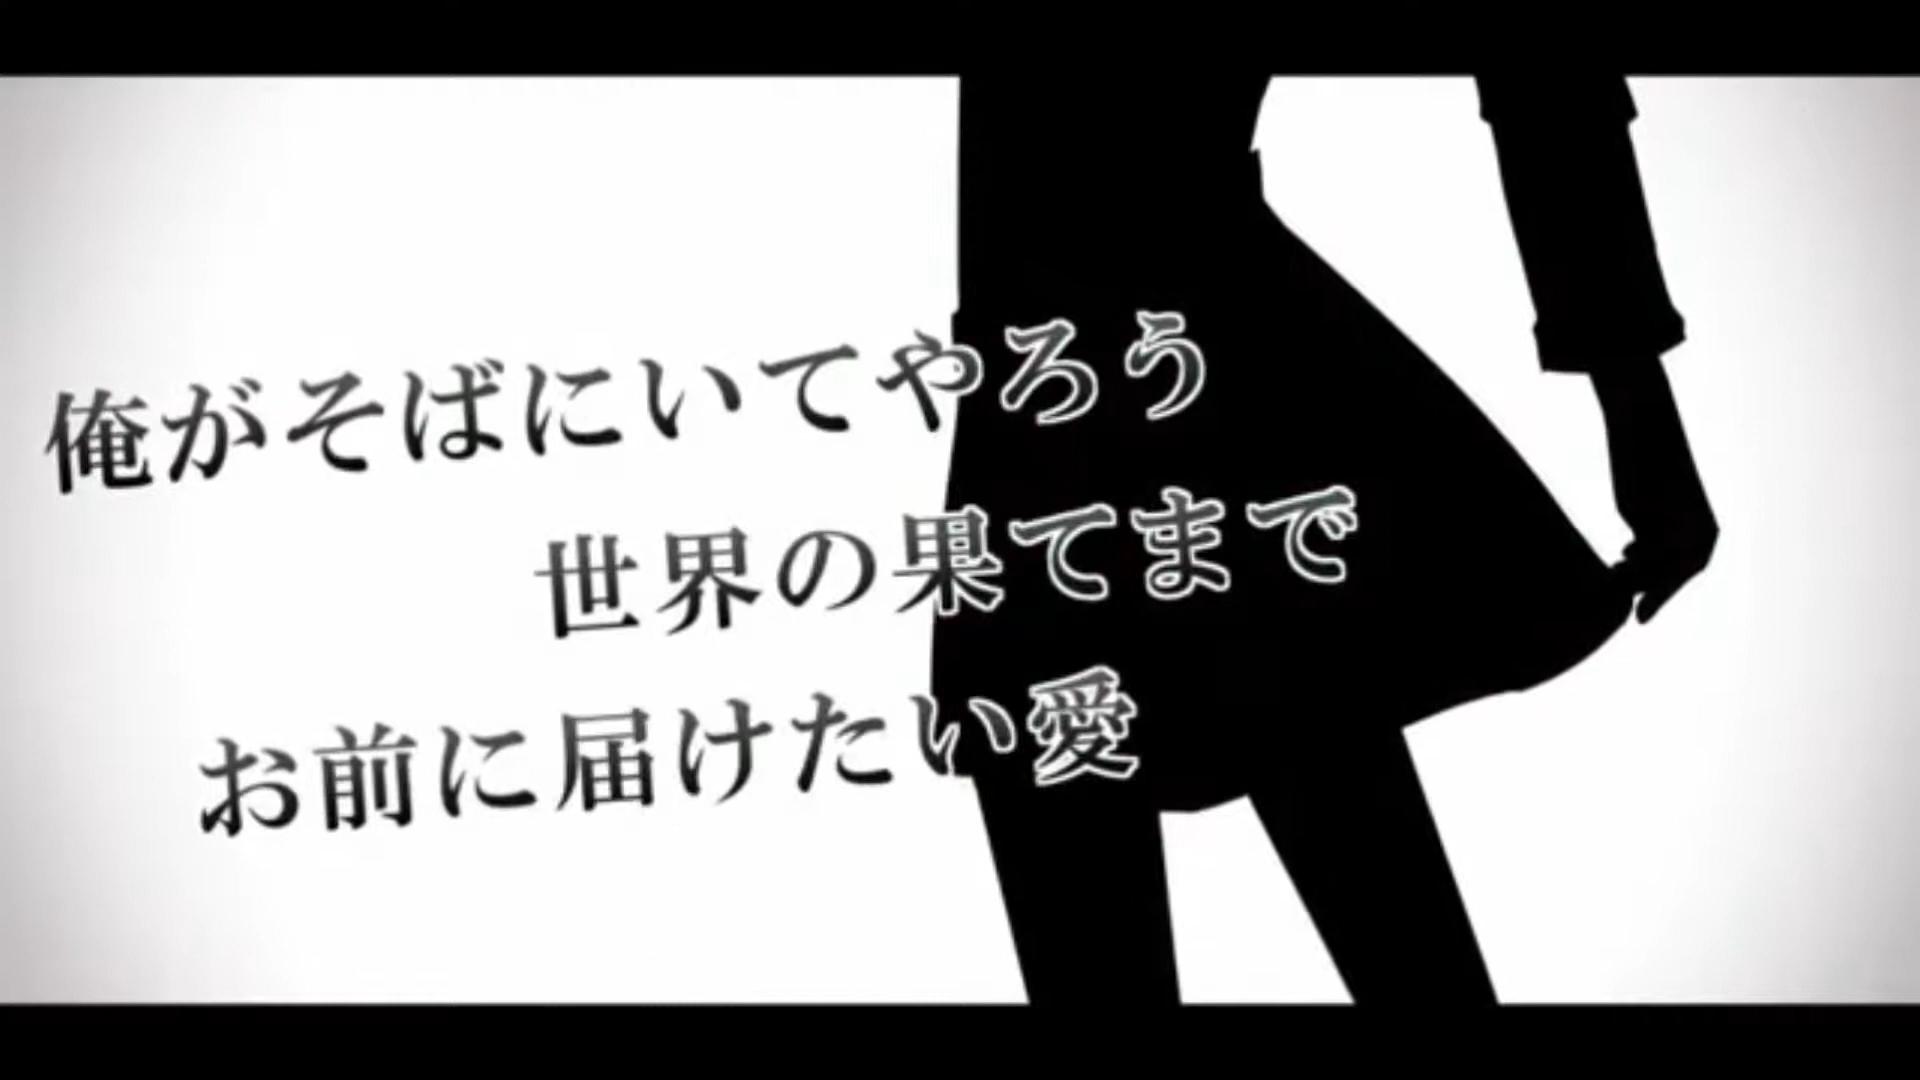 俺がそばにいてやろう
世界の果てまで
お前に届けたい愛